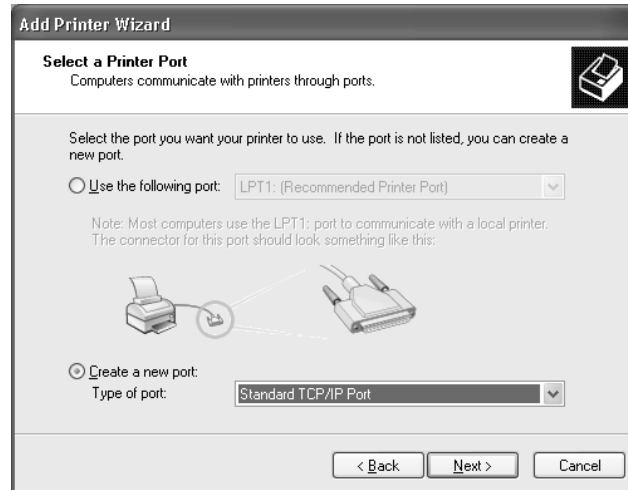 Add Printer Wizard
Select a Printer Port
Computers communicate with printers through ports.
Select the port you want your printer to use. If the port is not listed, you can create a
new port.
Use the following port: LPT1: (Recommended Printer Port)
Note: Most computers use the LPT1: port to communicate with a local printer.
The connector for this port should look something like this:
Create a new port:
Type of port: Standard TCP/IP Port
< Back Next > Cancel